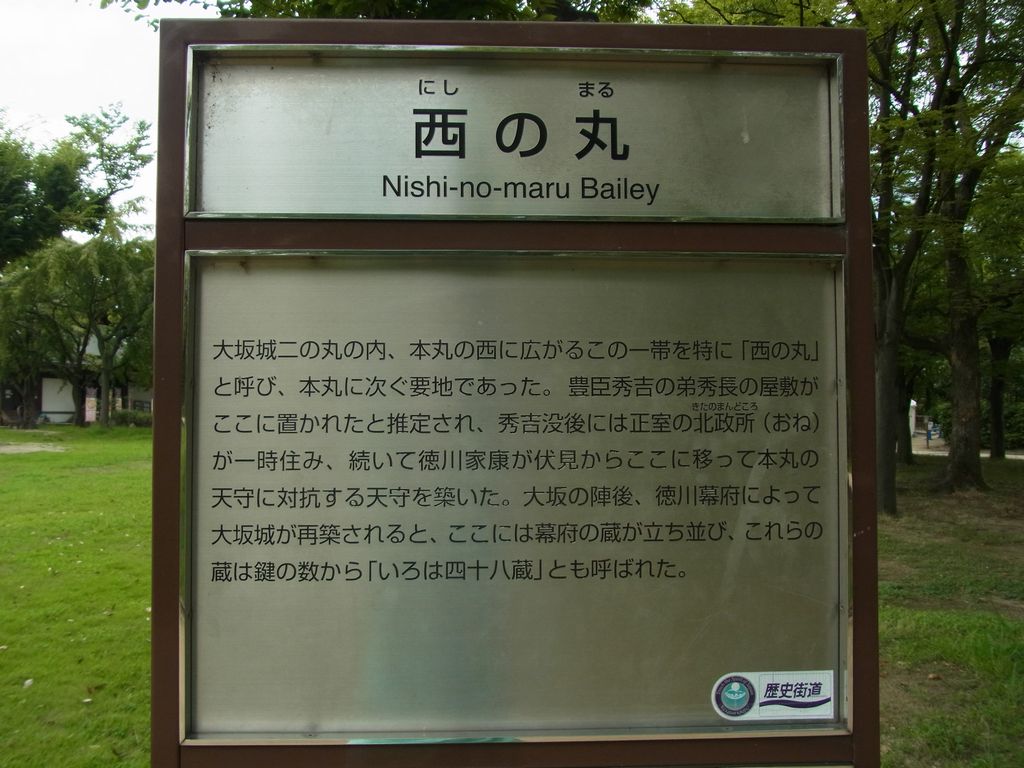 にし まる
西の丸
Nishi-no-maru Bailey
大坂城二の丸の内、本丸の西に広がるこの一帯を特に「西の丸」
と呼び、本丸に次ぐ要地であった。豊臣秀吉の弟秀長の屋敷が
ここに置かれたと推定され、秀吉没後には正室の北政所（おね）
きたのまんどころ
が一時住み、続いて徳川家康が伏見からここに移って本丸の
天守に対抗する天守を築いた。大坂の陣後、徳川幕府によって
大坂城が再築されると、ここには幕府の蔵が立ち並び、これらの
蔵は鍵の数から「いろは四十八蔵」とも呼ばれた。
歴史街道